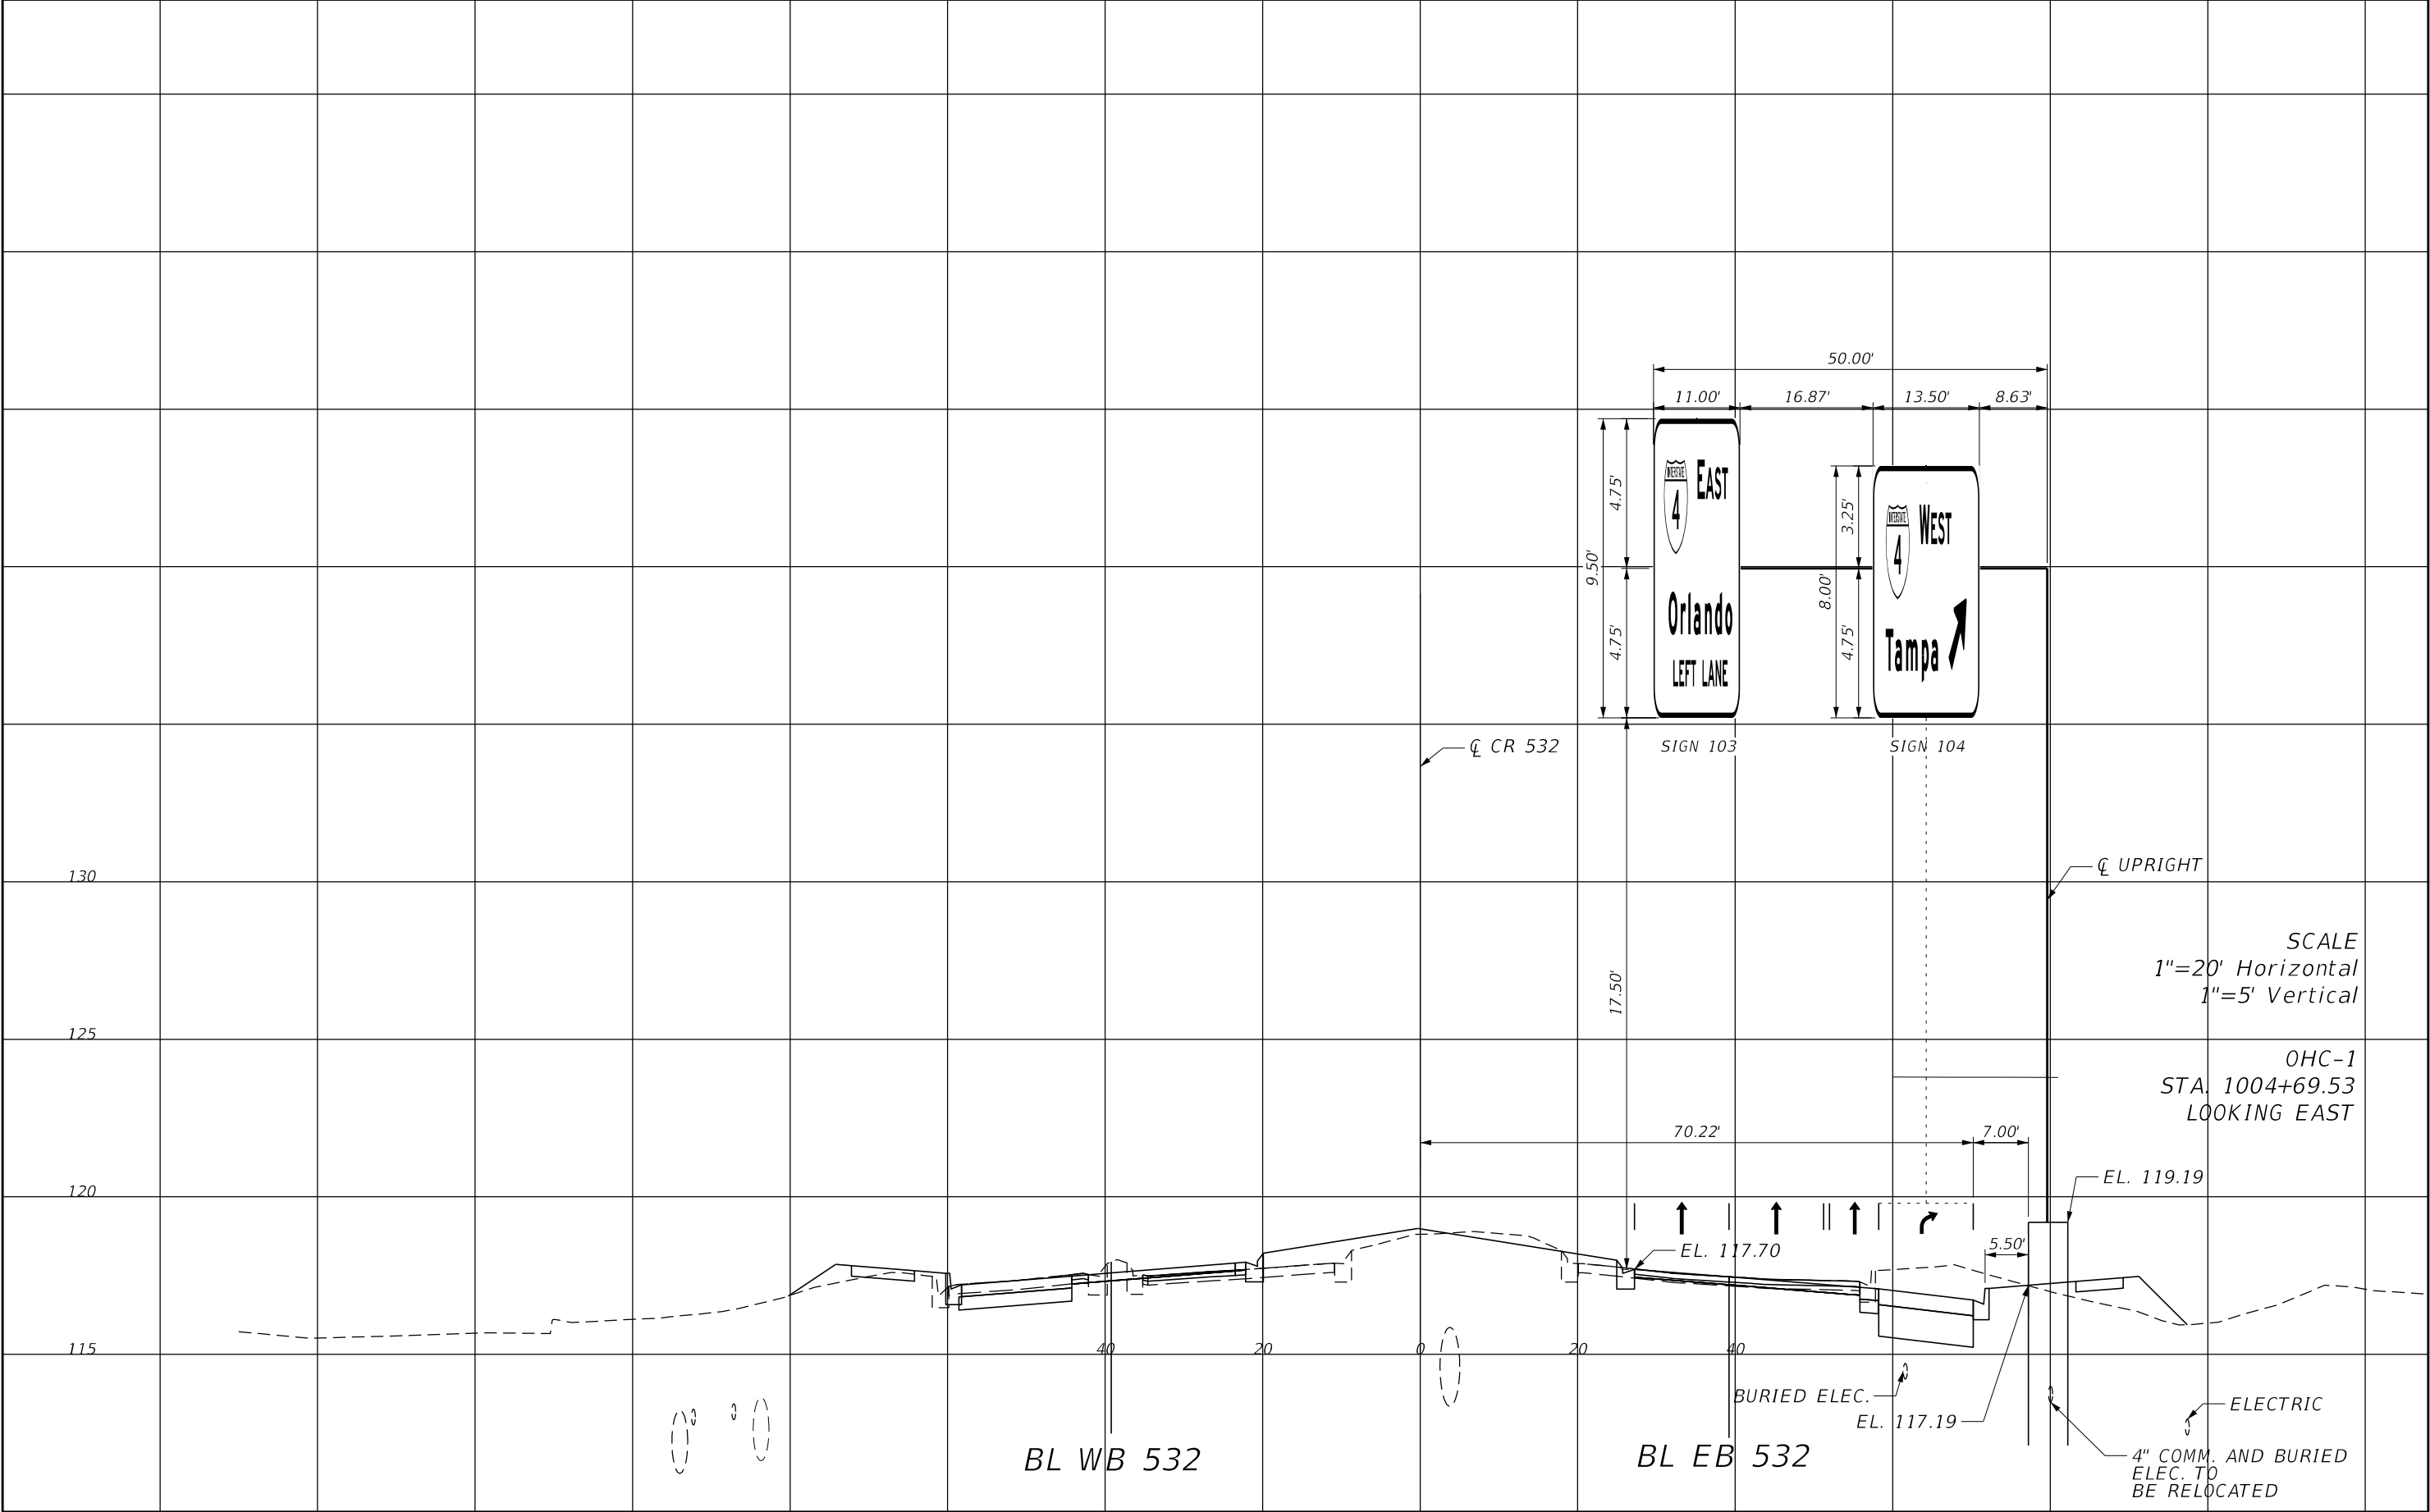 50.00'
11.00'
16.87'
13.50'
8.63'
4.75'
9.50'
4.75'
3.25'
8.00'
4.75'
INTERSTATE
4
EAST
Orlando
LEFT LANE
INTERSTATE
4
WEST
Tampa
℄ CR 532
SIGN 103
SIGN 104
130
℄ UPRIGHT
SCALE
1"=20' Horizontal
1"=5' Vertical
17.50'
125
OHC-1
STA. 1004+69.53
LOOKING EAST
70.22'
7.00'
120
EL. 119.19
5.50'
EL. 117.70
115
40
20
0
20
40
BURIED ELEC.
EL. 117.19
ELECTRIC
BL WB 532
BL EB 532
4" COMM. AND BURIED
ELEC. TO
BE RELOCATED